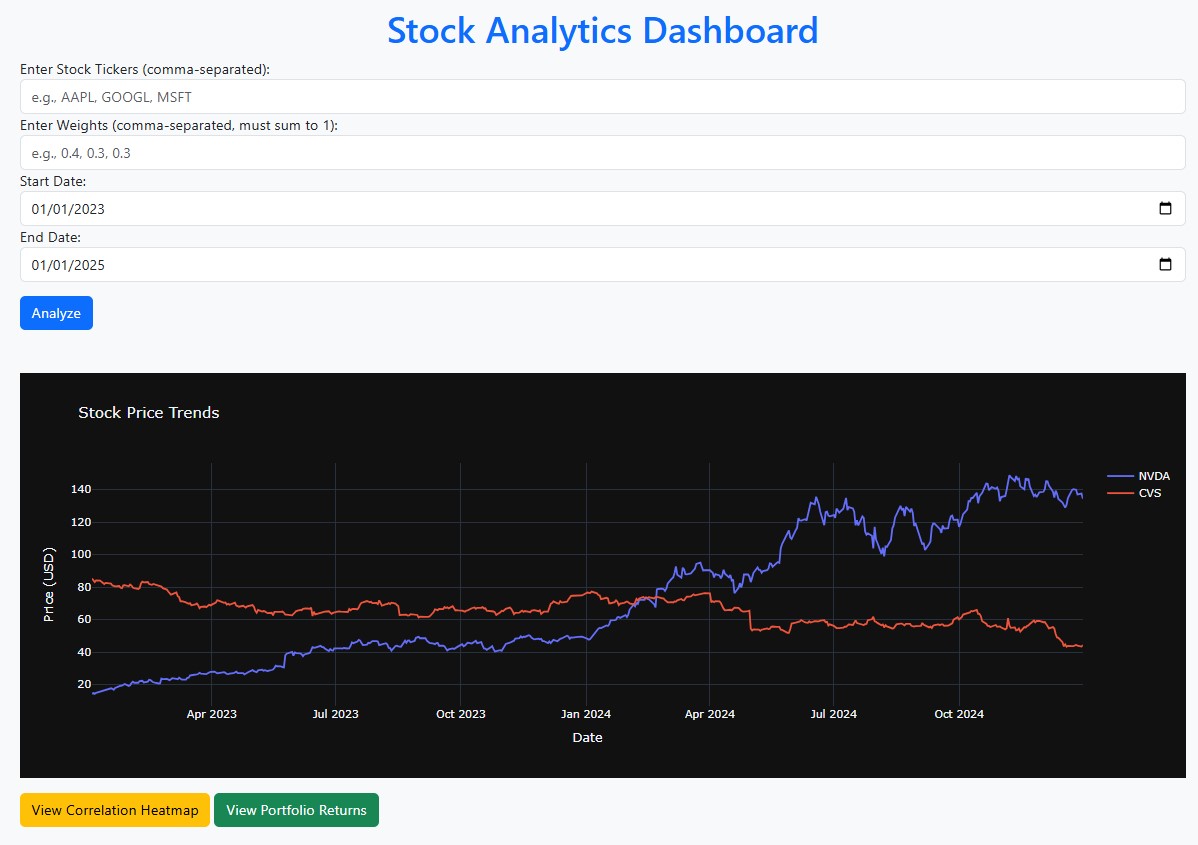 Stock Analytics Dashboard
Enter Stock Tickers (comma-separated):
e.g., AAPL, GOOGL, MSFT
Enter Weights (comma-separated, must sum to 1):
e.g., 0.4, 0.3, 0.3
Start Date:
01/01/2023
End Date:
01/01/2025
Analyze
Stock Price Trends
NVDA
CVS
140
120
100
80
60
40
20
Price (USD)
Apr 2023 Jul 2023 Oct 2023 Jan 2024 Apr 2024 Jul 2024 Oct 2024
Date
View Correlation Heatmap View Portfolio Returns